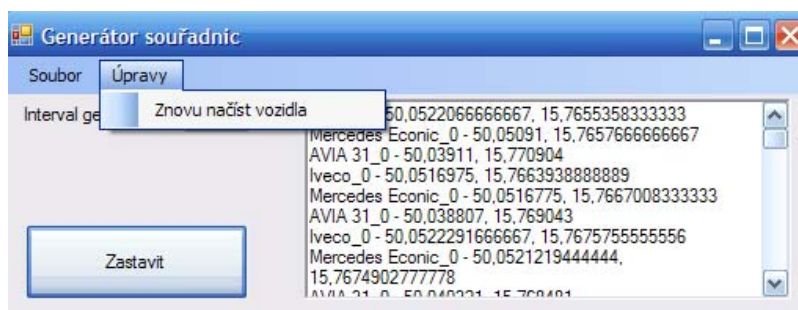 Generátor souřadnic
Soubor Úpravy
Znovu načíst vozidla
Interval
50,0522066666667, 15,7655358333333
Mercedes Econic_0 - 50,05091, 15,7657666666667
AVIA 31_0 - 50,03911, 15,770904
Iveco_0 - 50,0516975, 15,7663938888889
Mercedes Econic_0 - 50,0516775, 15,7667008333333
AVIA 31_0 - 50,038807, 15,769043
Iveco_0 - 50,0522291666667, 15,7675755555556
Mercedes Econic_0 - 50,0521219444444,
15,7674902777778
Zastavit